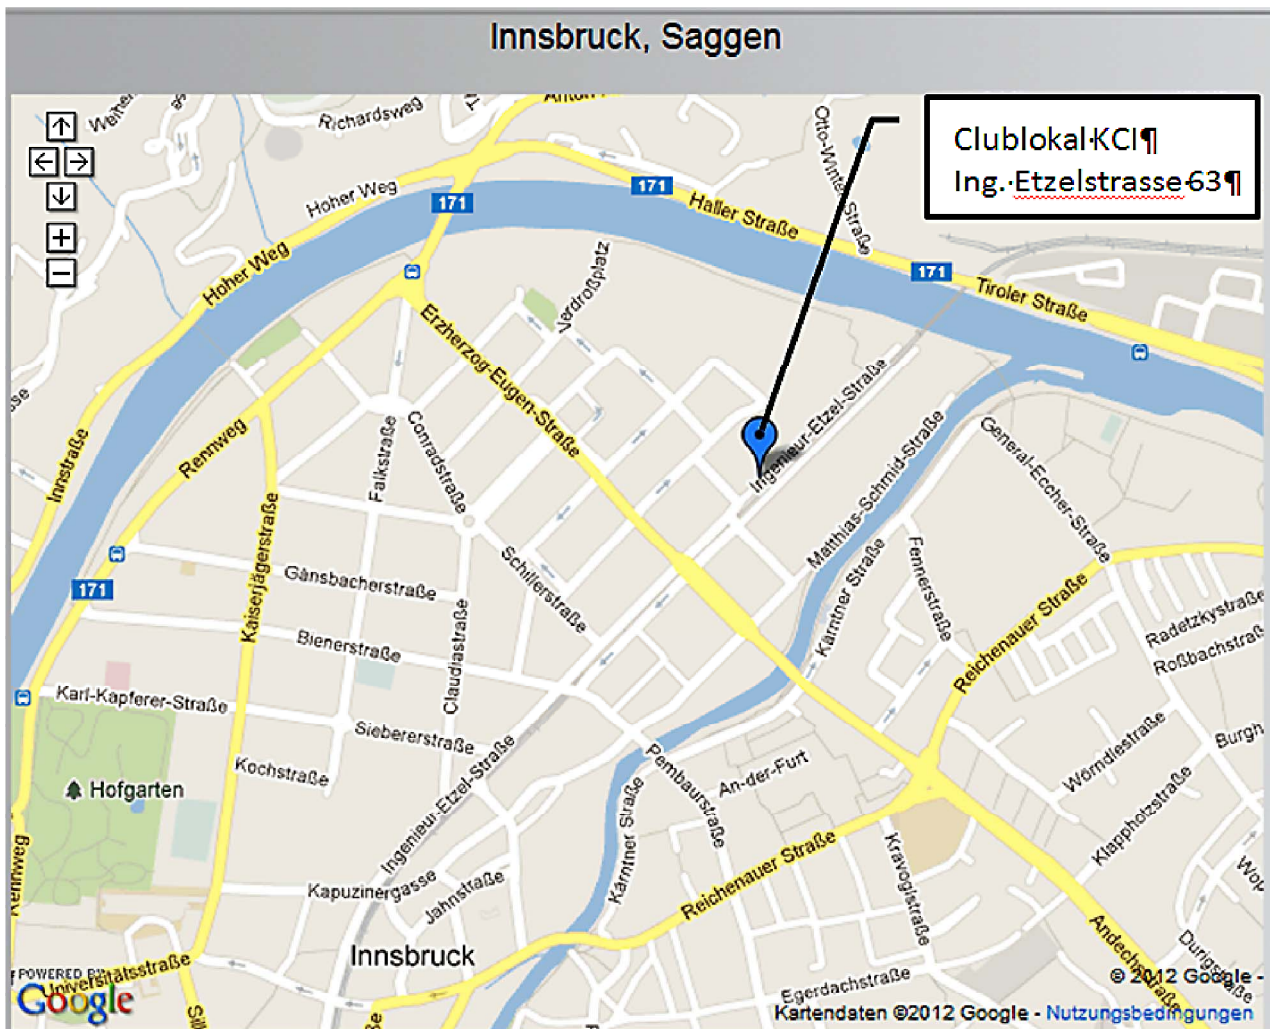 Innsbruck, Saggen
Clublokal·KCI¶
Ing.·Etzelstrasse·63¶
Richardsweg
Hoher Weg
171
171
Haller Straße
Otto-Winter-Straße
171
Tiroler Straße
Hoher Weg
Verdroßplatz
Erzherzog-Eugen-Straße
Innstraße
Rennweg
Falkstraße
Conradstraße
Ingenieur-Etzel-Straße
Matthias-Schmid-Straße
General-Eccher-Straße
Kaiserjägerstraße
Schillerstraße
Kärntner Straße
Fennerstraße
171
Gänsbacherstraße
Bienerstraße
Claudiastraße
Reichenauer Straße
Radetzkystraße
Karl-Kapferer-Straße
Siebererstraße
Kochstraße
Ingenieur-Etzel-Straße
Pembaurstraße
An-der-Furt
Wörndlestraße
Klappholzstraße
Hofgarten
Rennweg
Kärntner Straße
Reichenauer Straße
Kravoglstraße
Kapuzinergasse
Jahnstraße
Innsbruck
Andechsstraße
Egerdachstraße
Universitätsstraße
POWERED BY
Google
© 2012 Google -
Kartendaten ©2012 Google - Nutzungsbedingungen